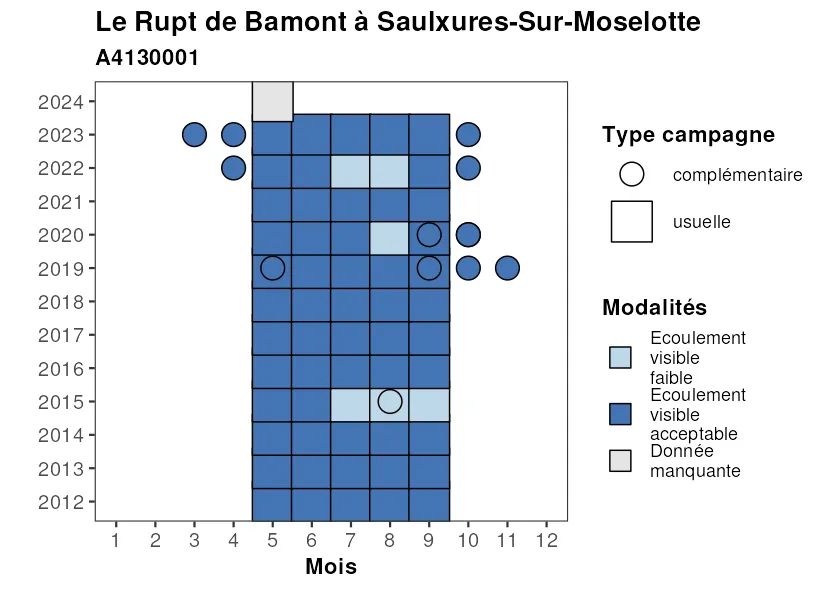 Le Rupt de Bamont à Saulxures-Sur-Moselotte
A4130001
2024
2023
2022
2021
2020
2019
2018
2017
2016
2015
2014
2013
2012
1 2 3 4 5 6 7 8 9 10 11 12
Mois
Type campagne
complémentaire
usuelle
Modalités
Ecoulement
visible
faible
Ecoulement
visible
acceptable
Donnée
manquante